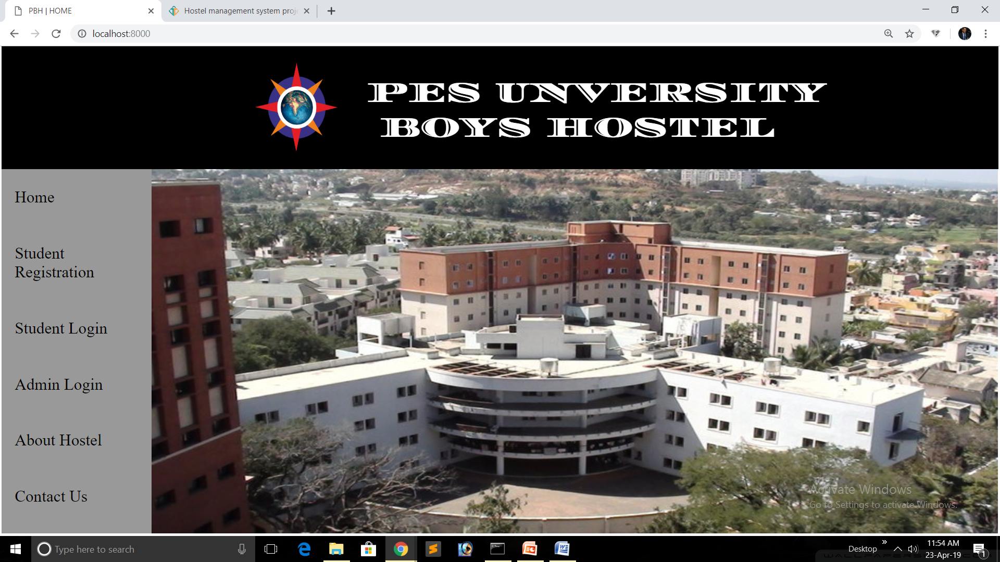 PBH | HOME
Hostel management system proj
localhost:8000
PES UNVERSITY
BOYS HOSTEL
Home
Student
Registration
Student Login
Admin Login
About Hostel
Contact Us
Activate Windows
Go to Settings to activate Windows.
Type here to search
Desktop
11:54 AM
23-Apr-19
1